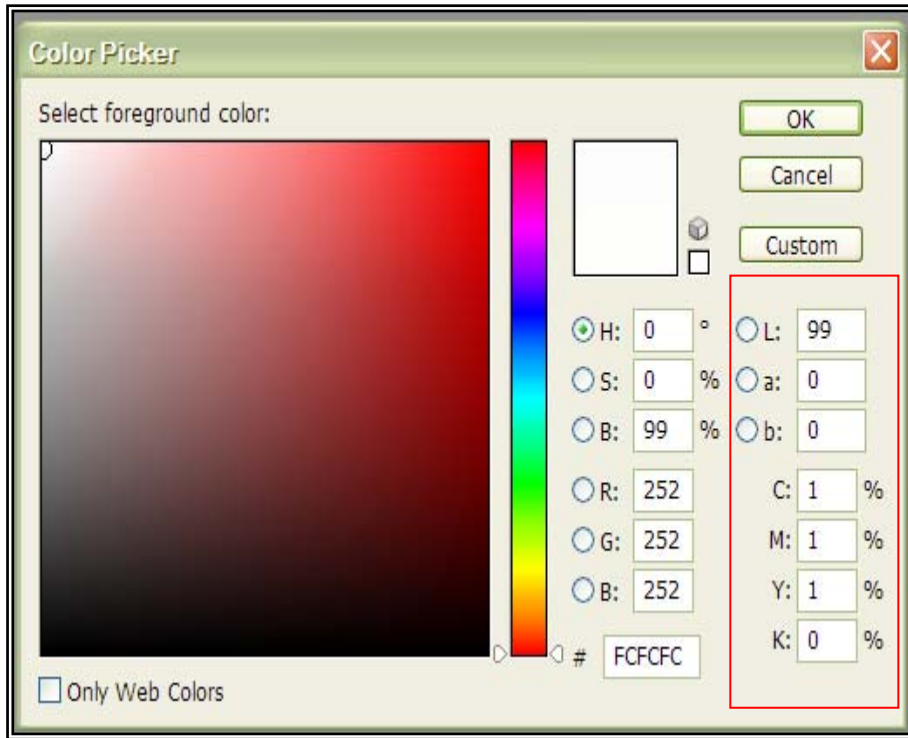 Color Picker
Select foreground color:
OK
Cancel
Custom
H: 0 °
S: 0 %
B: 99 %
R: 252
G: 252
B: 252
# FCFCFC
L: 99
a: 0
b: 0
C: 1 %
M: 1 %
Y: 1 %
K: 0 %
Only Web Colors